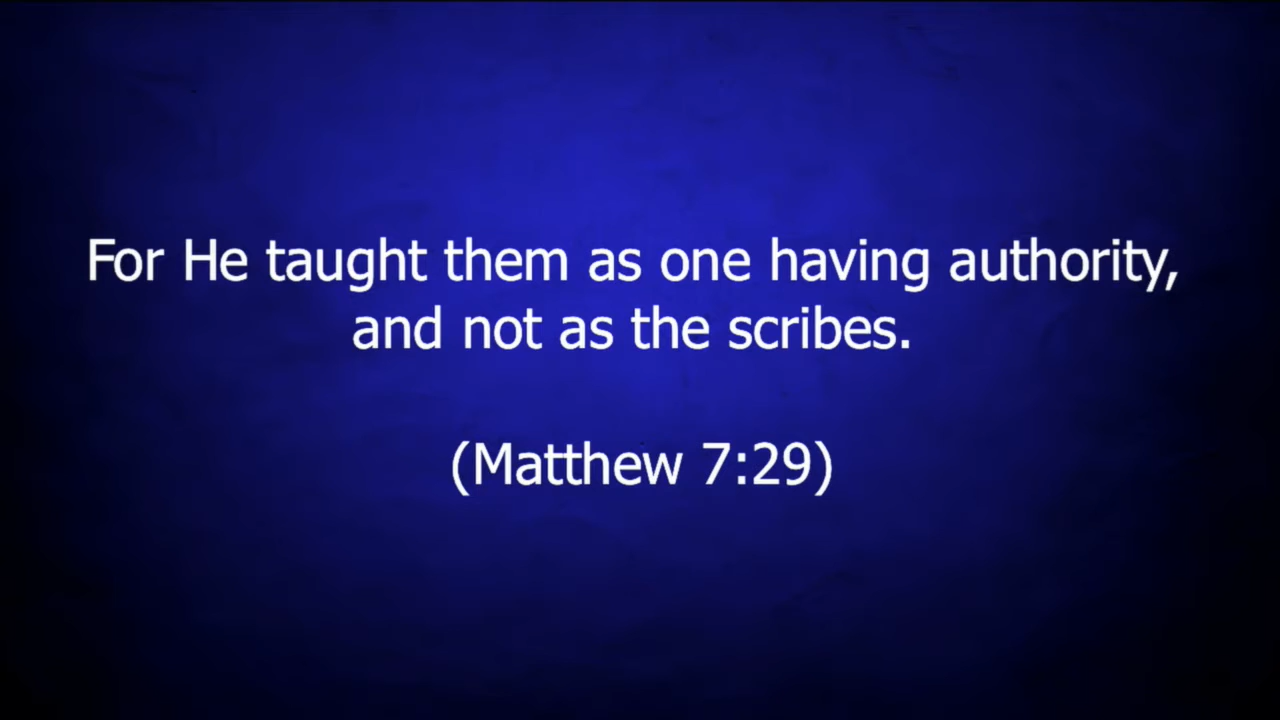 For He taught them as one having authority,
and not as the scribes.
(Matthew 7:29)